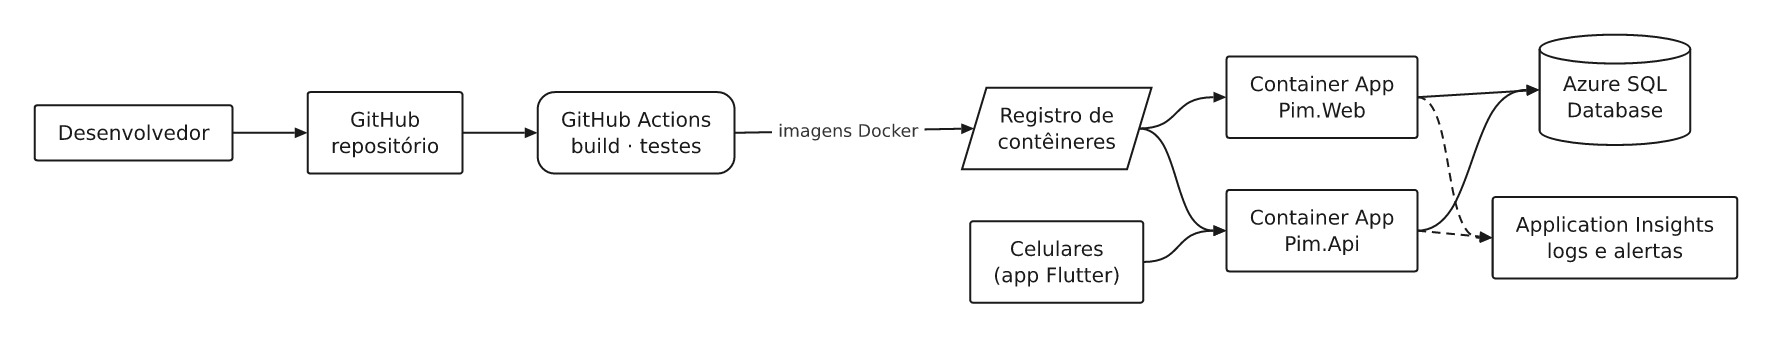 Desenvolvedor
GitHub
repositório
GitHub Actions
build · testes
imagens Docker
Registro de
contêineres
Celulares
(app Flutter)
Container App
Pim.Web
Container App
Pim.Api
Azure SQL
Database
Application Insights
logs e alertas